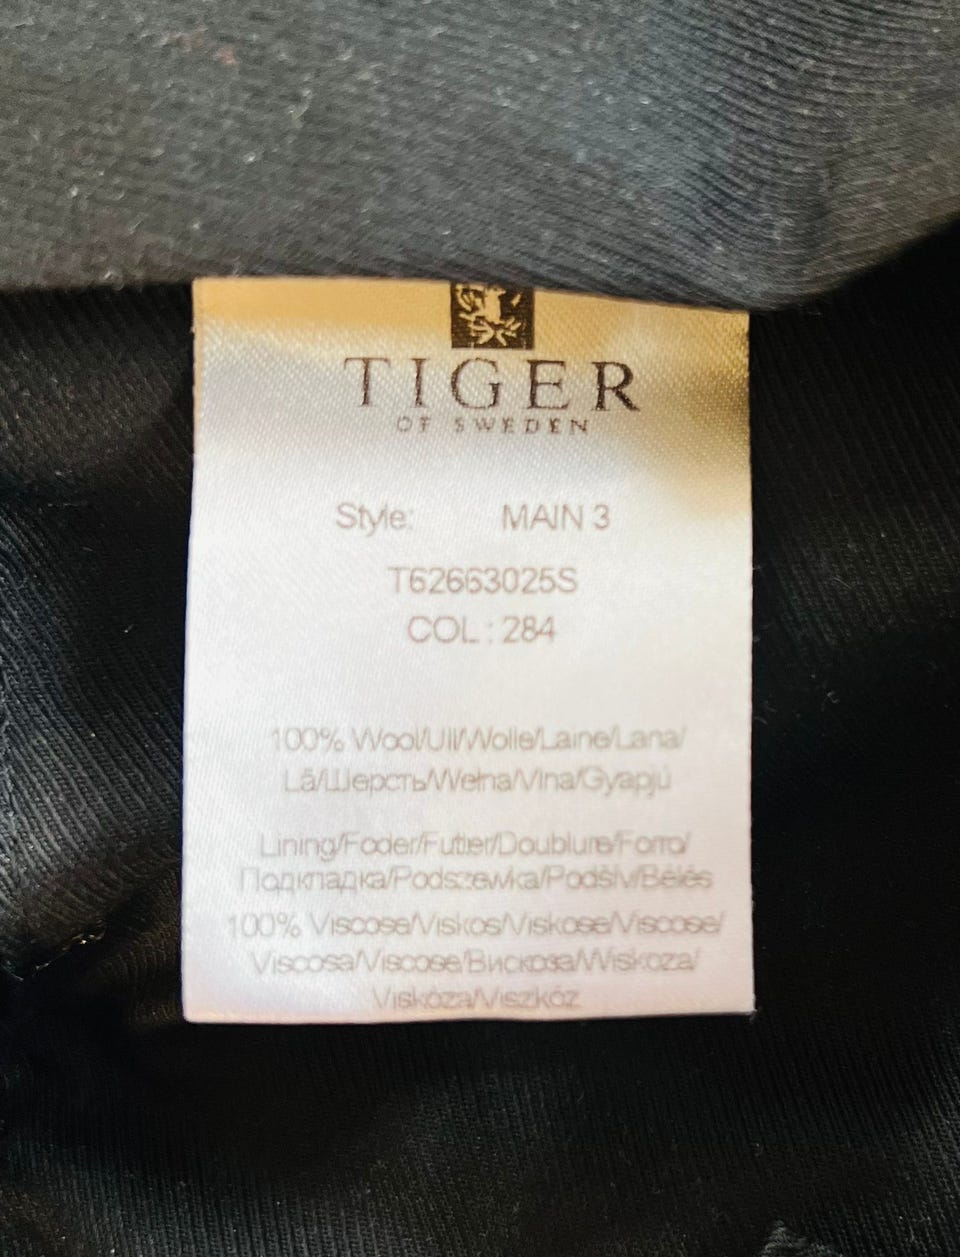 TIGER
OF SWEDEN
Style: MAIN 3
T62663025S
COL : 284
100% Wool/Ull/Wolle/Laine/Lana/
Lã/Шерсть/Wełna/Vlna/Gyapjú
Lining/Foder/Futter/Doublure/Forro/
Подкладка/Podszewka/Podšív/Bélés
100% Viscose/Viskos/Viskose/Viscose/
Viscosa/Viscose/Вискоза/Wiskoza/
Viskóza/Viszkóz